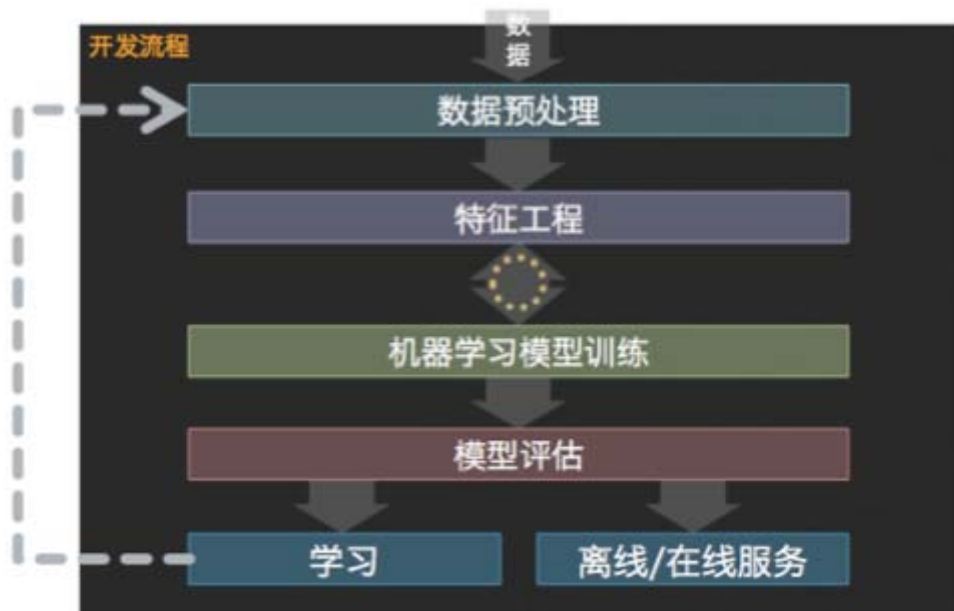 数
据
开发流程
数据预处理
特征工程
机器学习模型训练
模型评估
学习
离线/在线服务